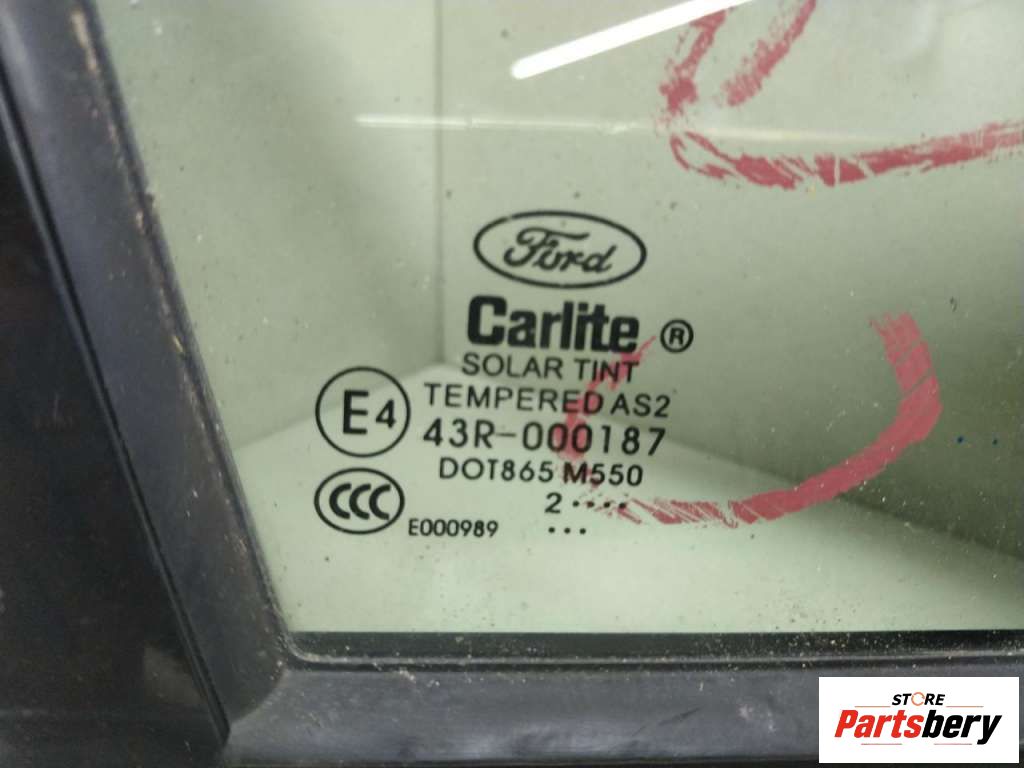 Ford
Carlite ®
SOLAR TINT
TEMPERED AS2
E4
43R-000187
DOT865 M550
2 ....
CCC
E000989
...
STORE
Partsbery